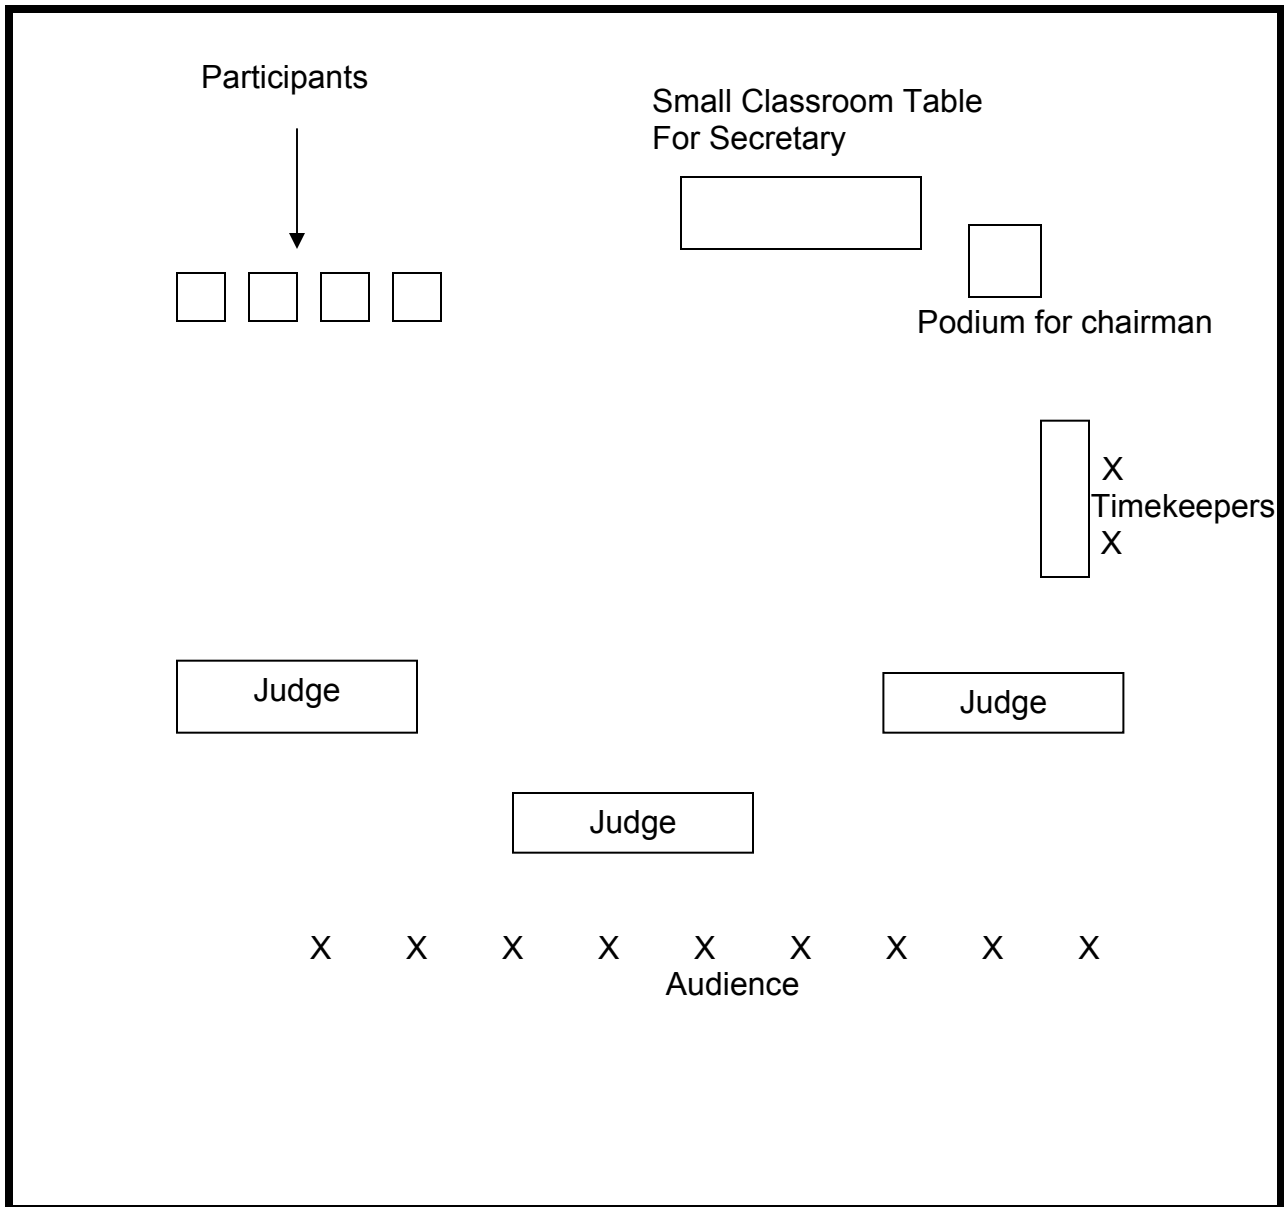 Participants
Small Classroom Table
For Secretary
Podium for chairman
X
Timekeepers
X
Judge
Judge
Judge
X X X X X X X X X
Audience